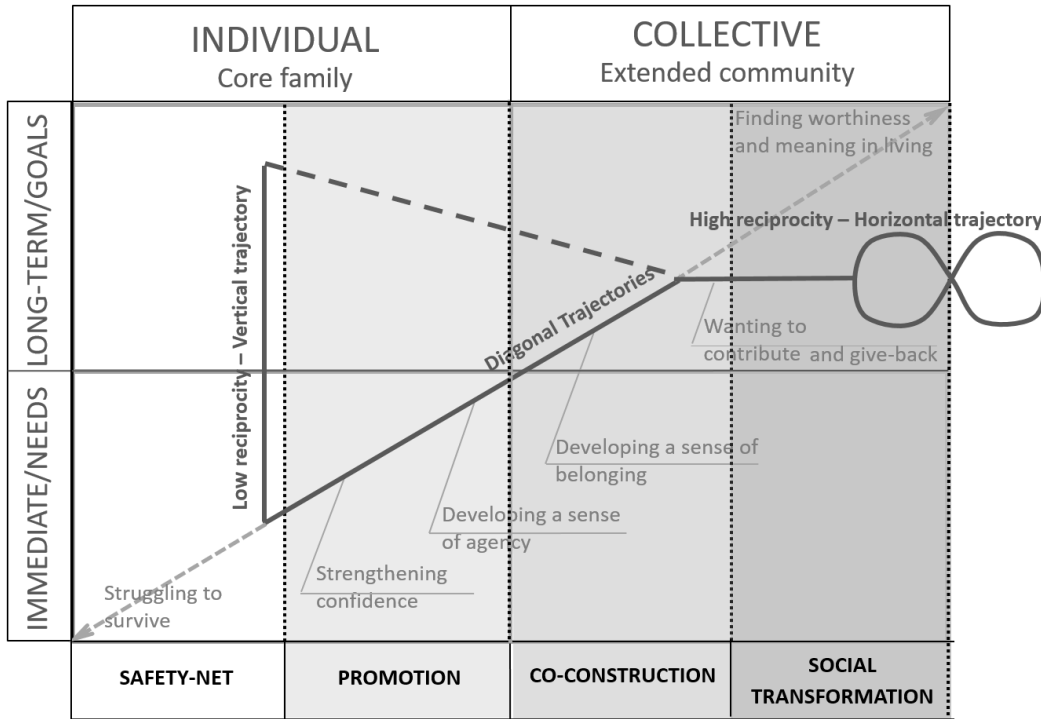 INDIVIDUAL
Core family
COLLECTIVE
Extended community
LONG-TERM/GOALS
IMMEDIATE/NEEDS
Finding worthiness
and meaning in living
High reciprocity – Horizontal trajectory
Low reciprocity – Vertical trajectory
Diagonal Trajectories
Wanting to
contribute and give-back
Developing a sense of
belonging
Developing a sense
of agency
Strengthening
confidence
Struggling to
survive
SAFETY-NET
PROMOTION
CO-CONSTRUCTION
SOCIAL
TRANSFORMATION